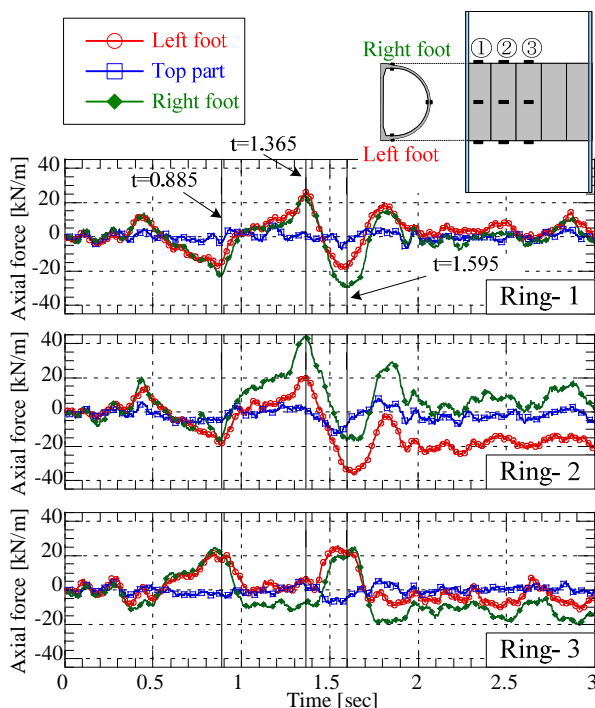 Left foot
Top part
Right foot
Right foot
① ② ③
Left foot
t=1.365
t=0.885
t=1.595
Axial force [kN/m]
40
20
0
-20
-40
Ring- 1
Axial force [kN/m]
40
20
0
-20
-40
Ring- 2
Axial force [kN/m]
40
20
0
-20
-40
Ring- 3
0 0.5 1 1.5 2 2.5 3
Time [sec]